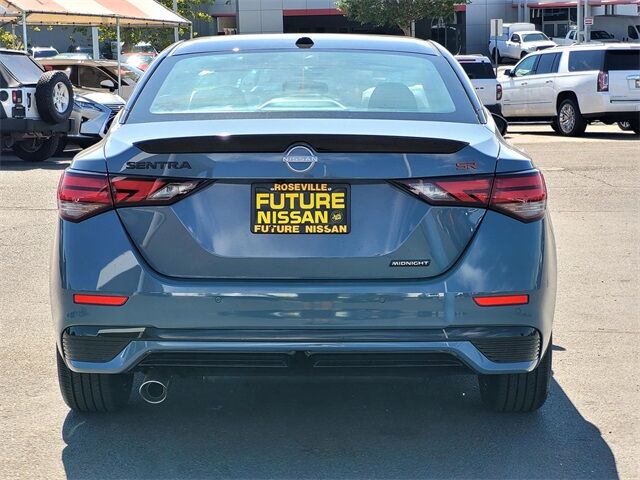 NISSAN
SENTRA
SR
ROSEVILLE
FUTURE
NISSAN
FUTURE NISSAN
MIDNIGHT